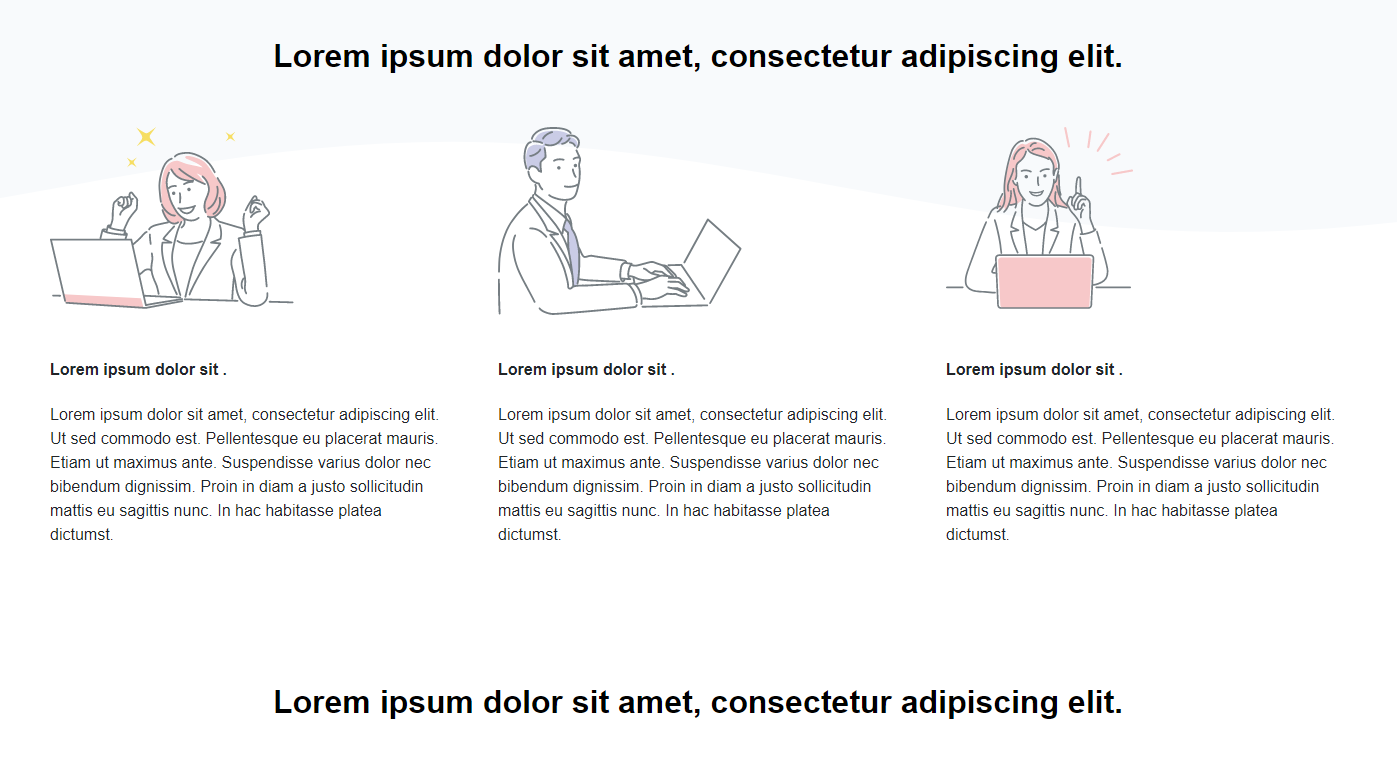 Lorem ipsum dolor sit amet, consectetur adipiscing elit.
Lorem ipsum dolor sit .
Lorem ipsum dolor sit amet, consectetur adipiscing elit.
Ut sed commodo est. Pellentesque eu placerat mauris.
Etiam ut maximus ante. Suspendisse varius dolor nec
bibendum dignissim. Proin in diam a justo sollicitudin
mattis eu sagittis nunc. In hac habitasse platea
dictumst.
Lorem ipsum dolor sit .
Lorem ipsum dolor sit amet, consectetur adipiscing elit.
Ut sed commodo est. Pellentesque eu placerat mauris.
Etiam ut maximus ante. Suspendisse varius dolor nec
bibendum dignissim. Proin in diam a justo sollicitudin
mattis eu sagittis nunc. In hac habitasse platea
dictumst.
Lorem ipsum dolor sit .
Lorem ipsum dolor sit amet, consectetur adipiscing elit.
Ut sed commodo est. Pellentesque eu placerat mauris.
Etiam ut maximus ante. Suspendisse varius dolor nec
bibendum dignissim. Proin in diam a justo sollicitudin
mattis eu sagittis nunc. In hac habitasse platea
dictumst.
Lorem ipsum dolor sit amet, consectetur adipiscing elit.